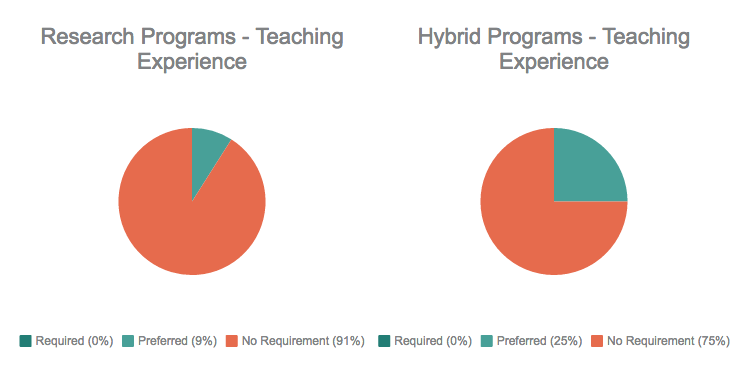 Research Programs - Teaching
Experience
Hybrid Programs - Teaching
Experience
Required (0%) Preferred (9%) No Requirement (91%)
Required (0%) Preferred (25%) No Requirement (75%)